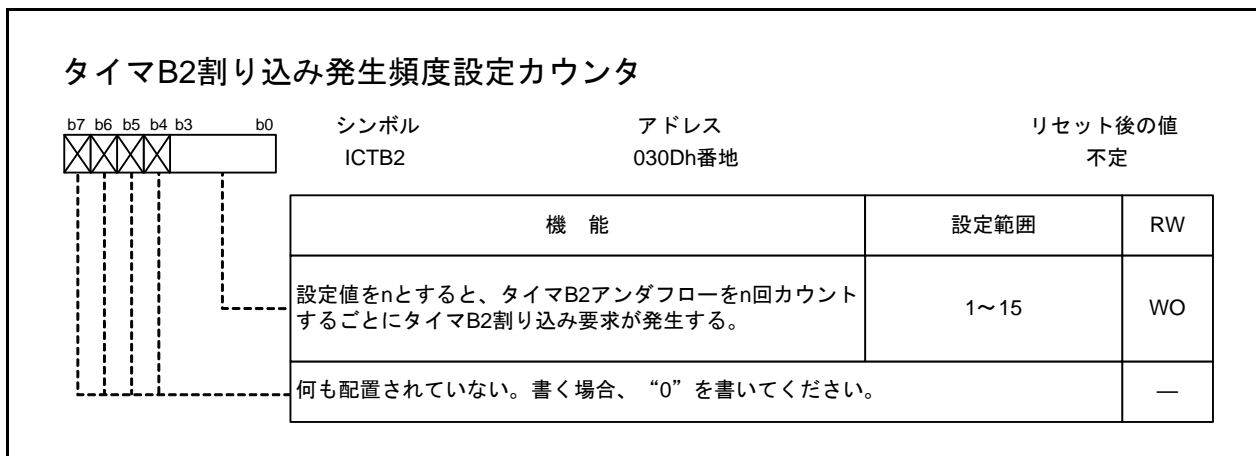 タイマB2割り込み発生頻度設定カウンタ
b7 b6 b5 b4 b3 b0
シンボル アドレス リセット後の値
ICTB2 030Dh番地 不定
機 能 設定範囲 RW
設定値をnとすると、タイマB2アンダフローをn回カウント
するごとにタイマB2割り込み要求が発生する。
1～15 WO
何も配置されていない。書く場合、“0”を書いてください。 —